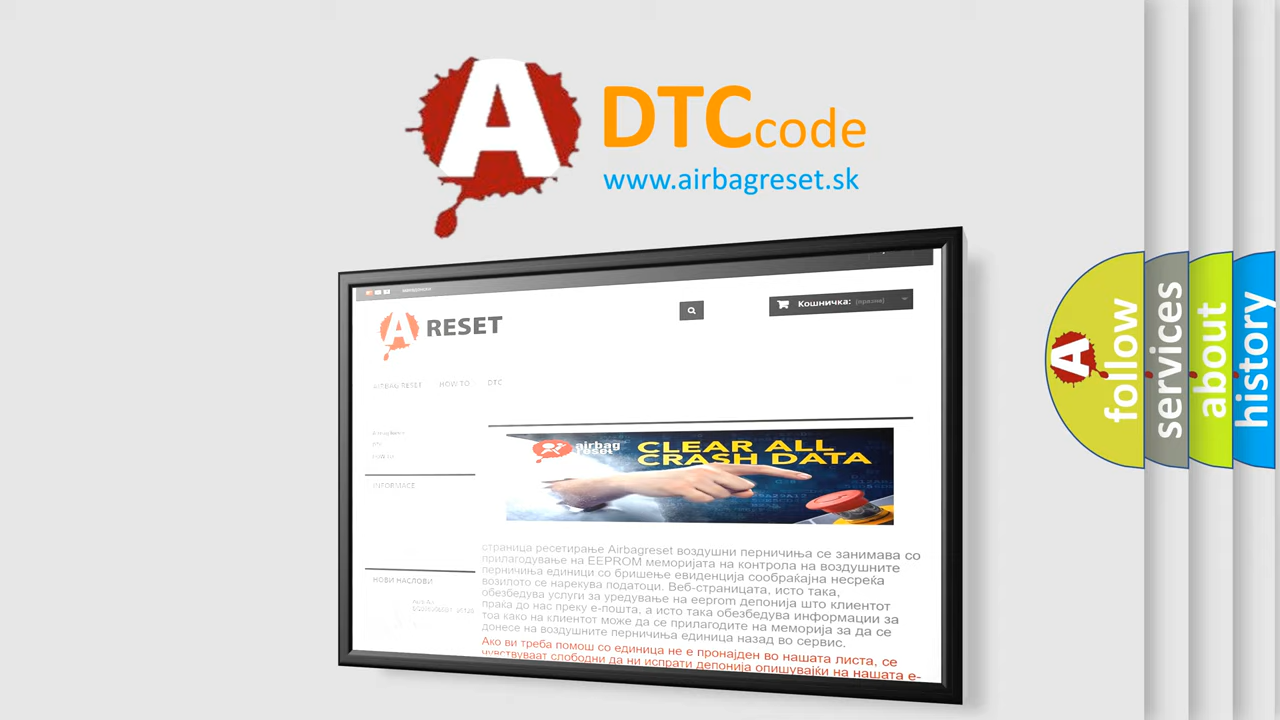 A DTC code
www.airbagreset.sk
A RESET
Кошничка: (празна)
AIRBAG RESET HOW TO DTC
INFORMACE
airbag reset
CLEAR ALL
CRASH DATA
страница ресетирање Airbagreset воздушни перничиња се занимава со
прилагодување на EEPROM меморијата на контрола на воздушните
перничиња единици со бришење евиденција сообраќајна несреќа
возилото се нарекува податоци. Веб-страницата, исто така,
обезбедува услуги за уредување на eeprom депонија што клиентот
праќа до нас преку е-пошта, а исто така обезбедува информации за
тоа како на клиентот може да се прилагодите на меморија за да се
донесе на воздушните перничиња единица назад во сервис.
НОВИ НАСЛОВИ
Ако ви треба помош со единица не е пронајден во нашата листа, се
чувствуваат слободни да ни испрати депонија опишувајќи на нашата е-
A follow
services
about
history